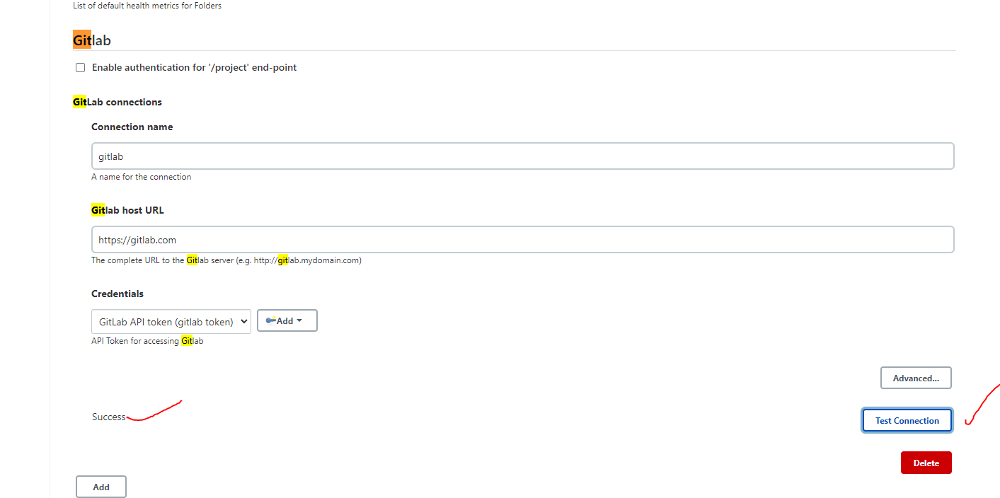 List of default health metrics for Folders
Gitlab
Enable authentication for '/project' end-point
GitLab connections
Connection name
gitlab
A name for the connection
Gitlab host URL
https://gitlab.com
The complete URL to the Gitlab server (e.g. http://gitlab.mydomain.com)
Credentials
GitLab API token (gitlab token)
Add
API Token for accessing Gitlab
Advanced...
Success
Test Connection
Delete
Add